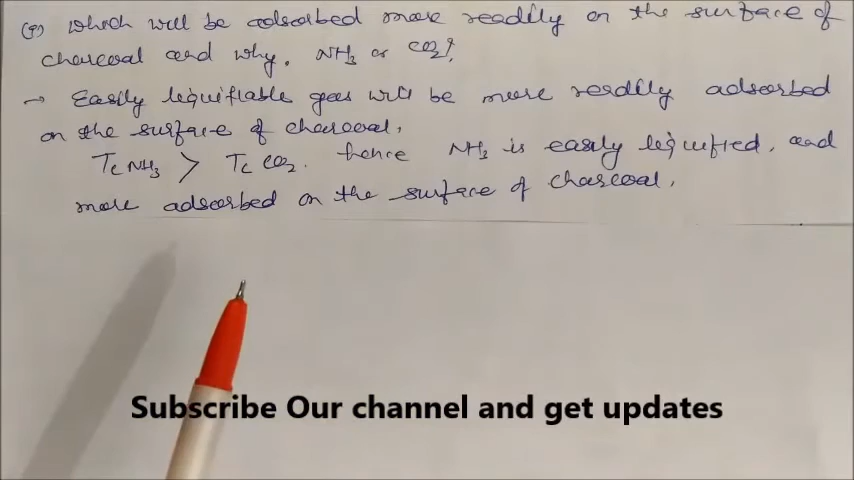 (9) Which will be adsorbed more readily on the surface of
charcoal and why. NH3 or CO2?
→ Easily liquifiable gees will be more readily adsorbed
on the surface of charcoal.
Tc NH3 > Tc CO2. hence NH3 is easily liquified, and
more adsorbed on the surface of charcoal.
Subscribe Our channel and get updates